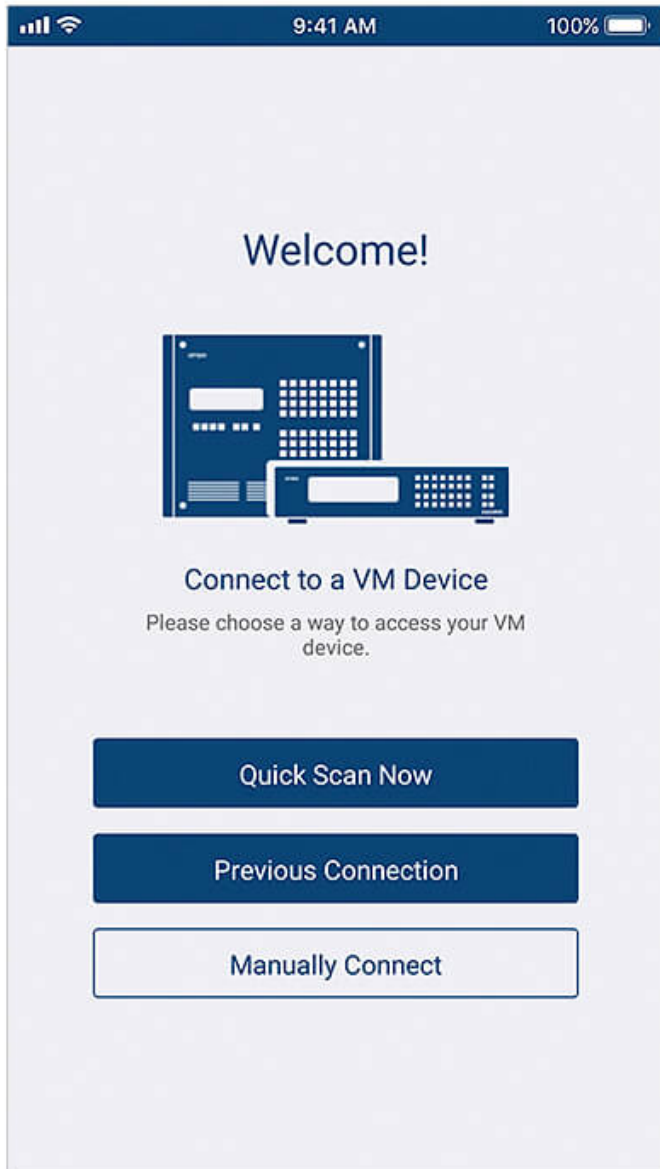 9:41 AM 100%
Welcome!
Connect to a VM Device
Please choose a way to access your VM
device.
Quick Scan Now
Previous Connection
Manually Connect